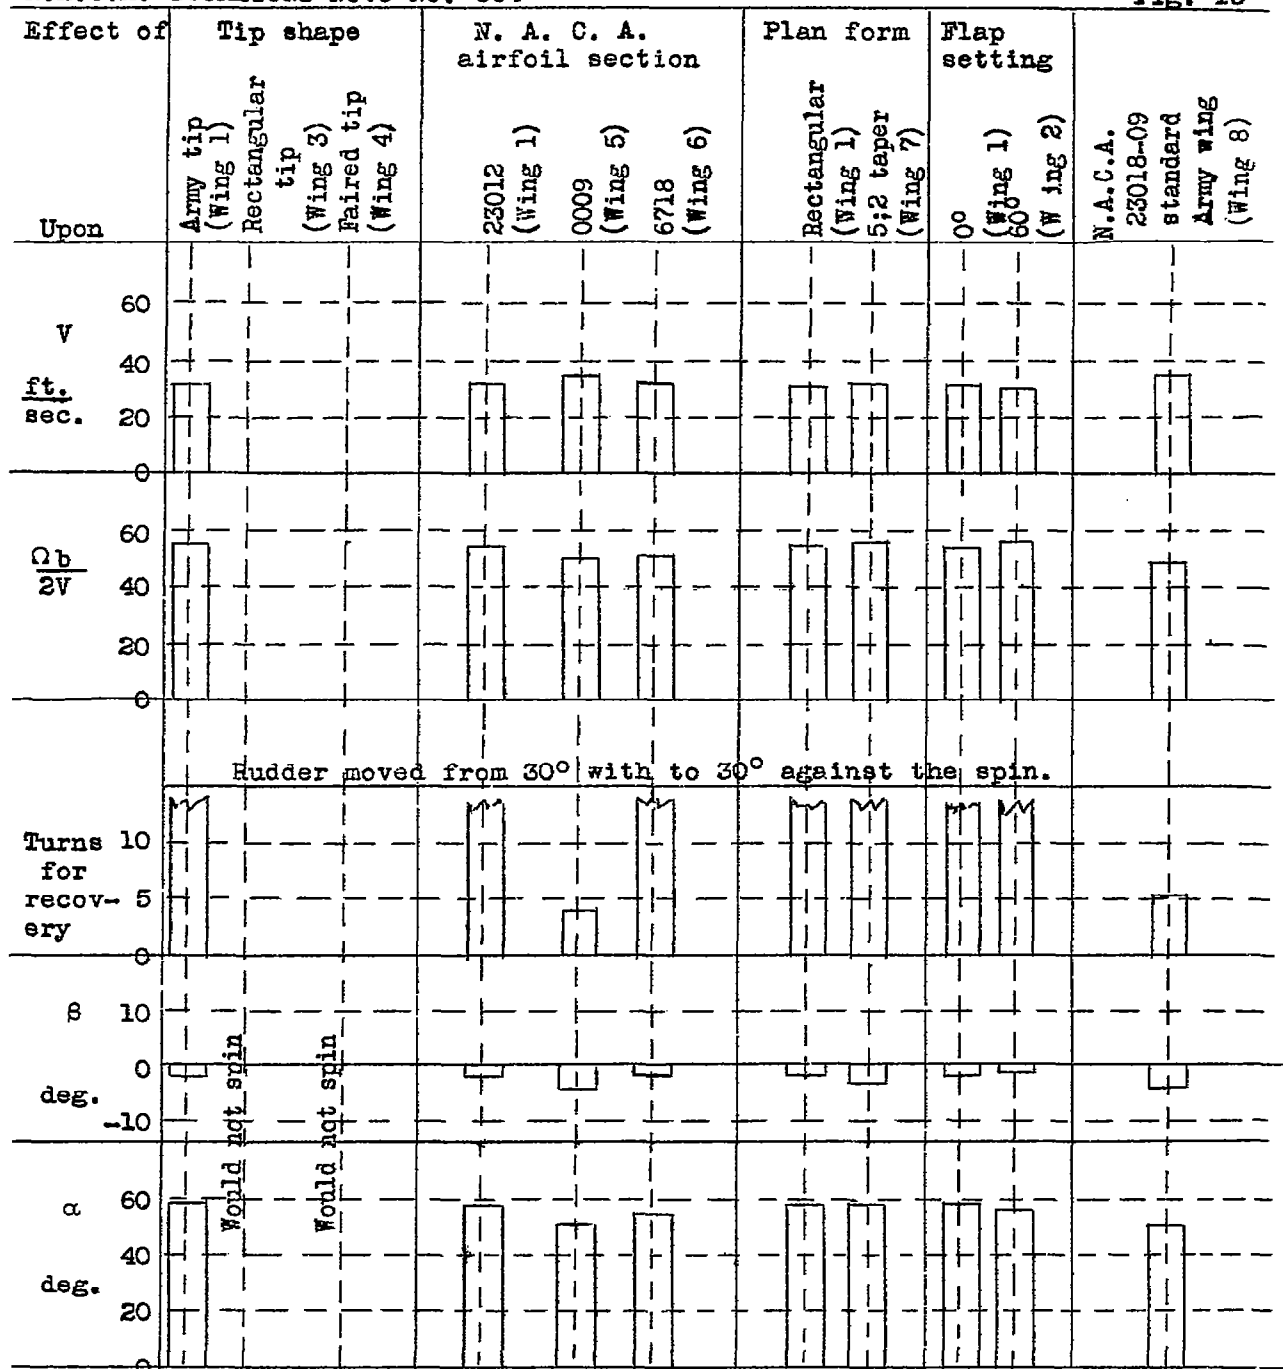 Effect of
Tip shape
N. A. C. A.
airfoil section
Plan form
Flap
setting
Upon
Army tip
(Wing 1)
Rectangular
tip
(Wing 3)
Faired tip
(Wing 4)
23012
(Wing 1)
0009
(Wing 5)
6718
(Wing 6)
Rectangular
(Wing 1)
5;2 taper
(Wing 7)
0°
(Wing 1)
60°
(W ing 2)
N.A.C.A.
23018-09
standard
Army wing
(Wing 8)
V
ft.
sec.
60
40
20
0
Ωb
2V
60
40
20
0
Rudder moved from 30° with to 30° against the spin.
Turns
for
recov-
ery
10
5
0
β
deg.
10
0
-10
Would not spin
Would not spin
α
deg.
60
40
20
0